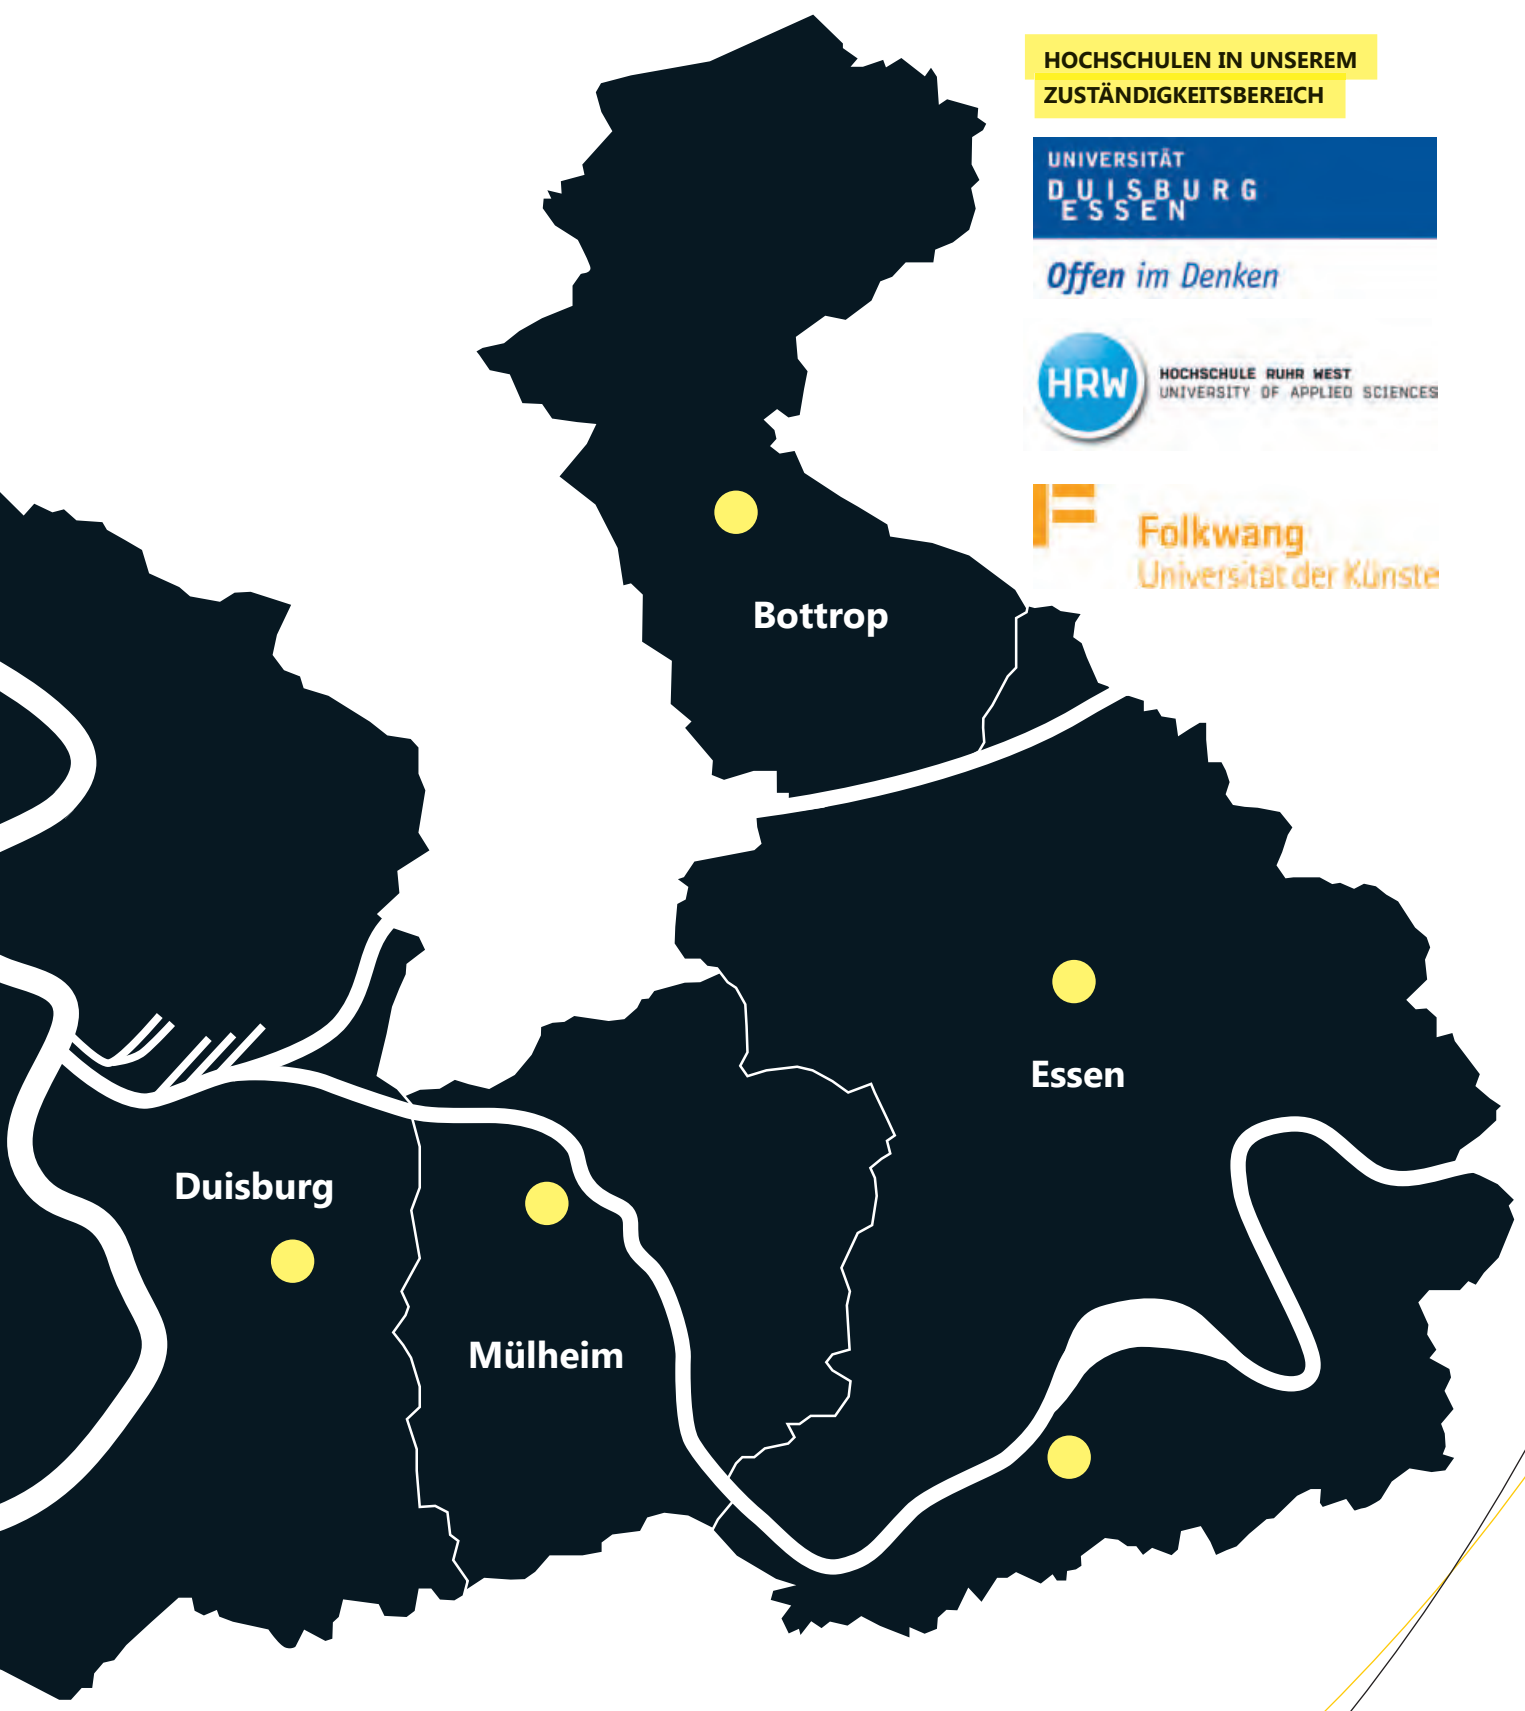 HOCHSCHULEN IN UNSEREM
ZUSTÄNDIGKEITSBEREICH
UNIVERSITÄT
DUISBURG
ESSEN
Offen im Denken
HRW
HOCHSCHULE RUHR WEST
UNIVERSITY OF APPLIED SCIENCES
Folkwang
Universität der Künste
Bottrop
Essen
Duisburg
Mülheim